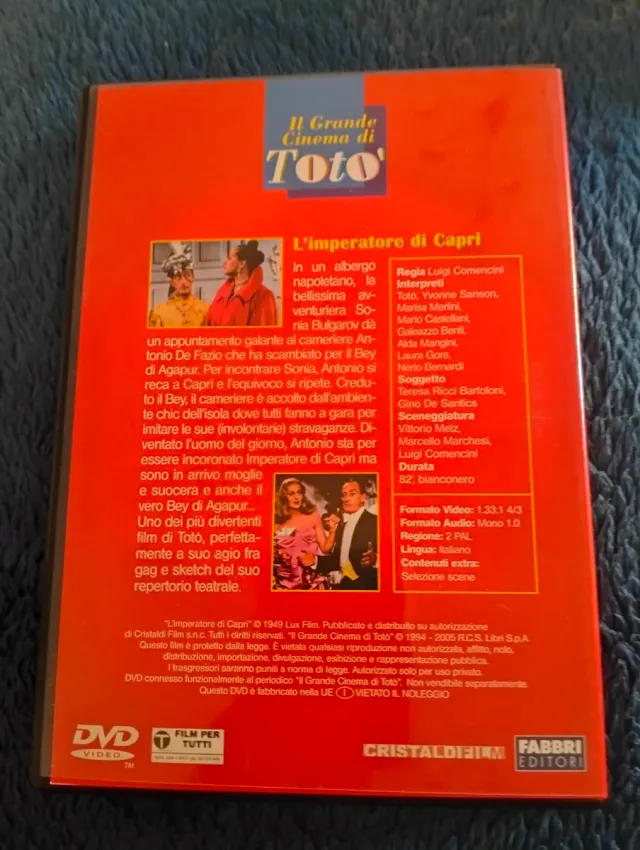 Il Grande
Cinema di
Totò
L'imperatore di Capri
In un albergo
napoletano, la
bellissima av-
venturiera So-
nia Bulgarov dà
un appuntamento galante al cameriere An-
tonio De Fazio che ha scambiato per il Bey
di Agapur. Per incontrare Sonia, Antonio si
reca a Capri e l'equivoco si ripete. Credu-
to il Bey, il cameriere è accolto dall'ambien-
te chic dell'isola dove tutti fanno a gara per
imitare le sue (involontarie) stravaganze. Di-
ventato l'uomo del giorno, Antonio sta per
essere incoronato Imperatore di Capri ma
sono in arrivo moglie
e suocera e anche il
vero Bey di Agapur...
Uno dei più divertenti
film di Totò, perfetta-
mente a suo agio fra
gag e sketch del suo
repertorio teatrale.
Regia Luigi Comencini
Interpreti
Totò, Yvonne Sanson,
Marisa Merlini,
Mario Castellani,
Galeazzo Benti,
Alda Mangini,
Laura Gore,
Nerio Bernardi
Soggetto
Teresa Ricci Bartoloni,
Gino De Santics
Sceneggiatura
Vittorio Metz,
Marcello Marchesi,
Luigi Comencini
Durata
82', bianconero
Formato Video: 1.33:1 4/3
Formato Audio: Mono 1.0
Regione: 2 PAL
Lingua: Italiano
Contenuti extra:
Selezione scene
"L'imperatore di Capri" © 1949 Lux Film. Pubblicato e distribuito su autorizzazione
di Cristaldi Film s.n.c. Tutti i diritti riservati. "Il Grande Cinema di Totò" © 1994 - 2005 R.C.S. Libri S.p.A.
Questo film è protetto dalla legge. È vietata qualsiasi riproduzione non autorizzata, affitto, nolo,
distribuzione, importazione, divulgazione, esibizione e rappresentazione pubblica.
I trasgressori saranno puniti a norma di legge. Autorizzato solo per uso privato.
DVD connesso funzionalmente al periodico "Il Grande Cinema di Totò". Non vendibile separatamente.
Questo DVD è fabbricato nella UE I VIETATO IL NOLEGGIO
DVD
VIDEO
TM
T FILM PER
TUTTI
CRISTALDIFILM
FABBRI
EDITORI